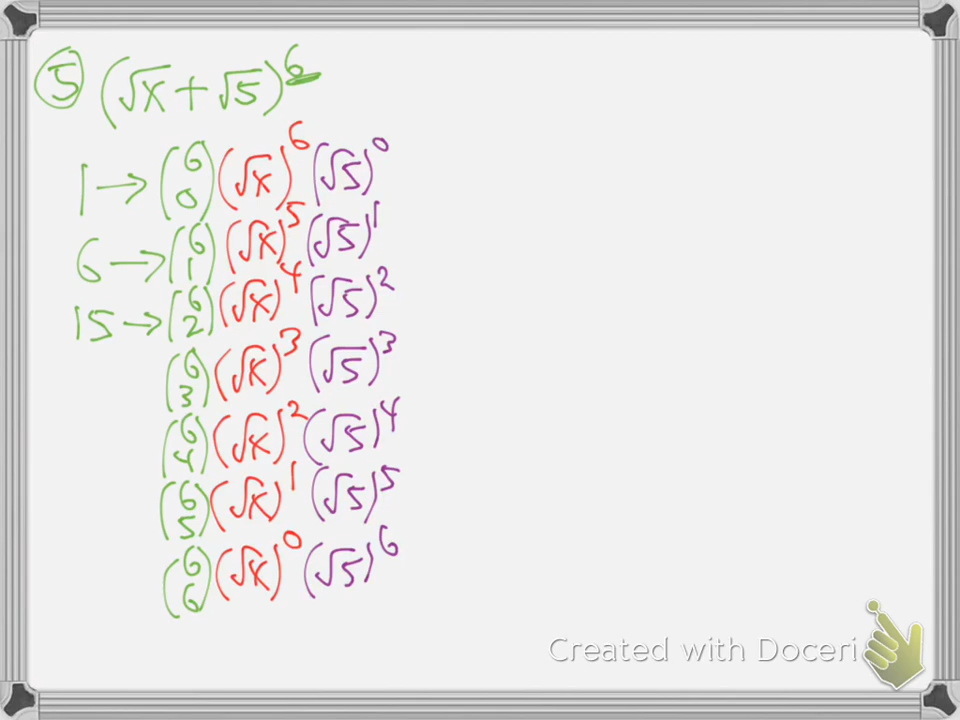 ⑤ (√x + √5)^6
1 → (6 0) (√x)^6 (√5)^0
6 → (6 1) (√x)^5 (√5)^1
15 → (6 2) (√x)^4 (√5)^2
(6 3) (√x)^3 (√5)^3
(6 4) (√x)^2 (√5)^4
(6 5) (√x)^1 (√5)^5
(6 6) (√x)^0 (√5)^6
Created with Doceri